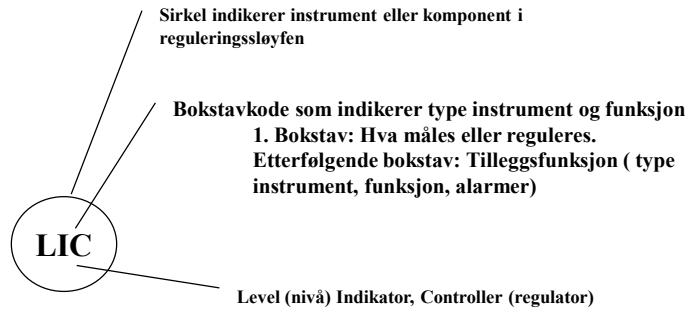 Sirkel indikerer instrument eller komponent i
reguleringssløyfen
Bokstavkode som indikerer type instrument og funksjon
1. Bokstav: Hva måles eller reguleres.
Etterfølgende bokstav: Tilleggsfunksjon ( type
instrument, funksjon, alarmer)
LIC
Level (nivå) Indikator, Controller (regulator)